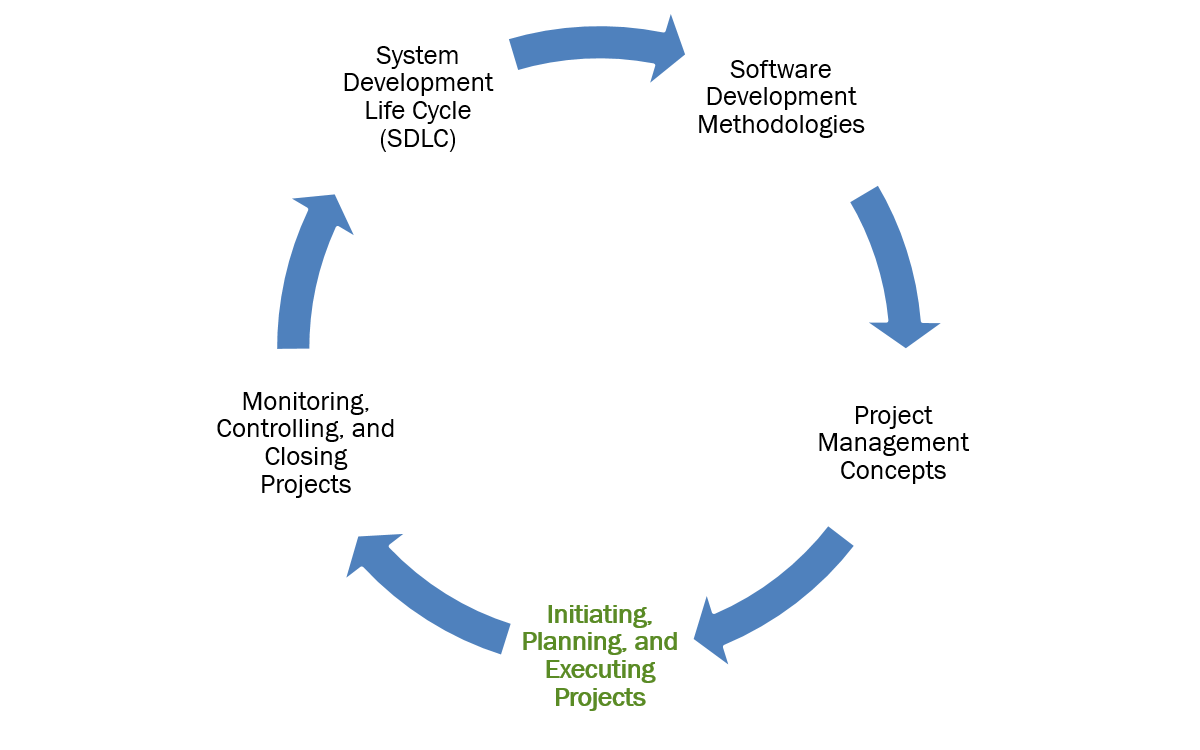 System
Development
Life Cycle
(SDLC)
Software
Development
Methodologies
Project
Management
Concepts
Initiating,
Planning, and
Executing
Projects
Monitoring,
Controlling, and
Closing
Projects